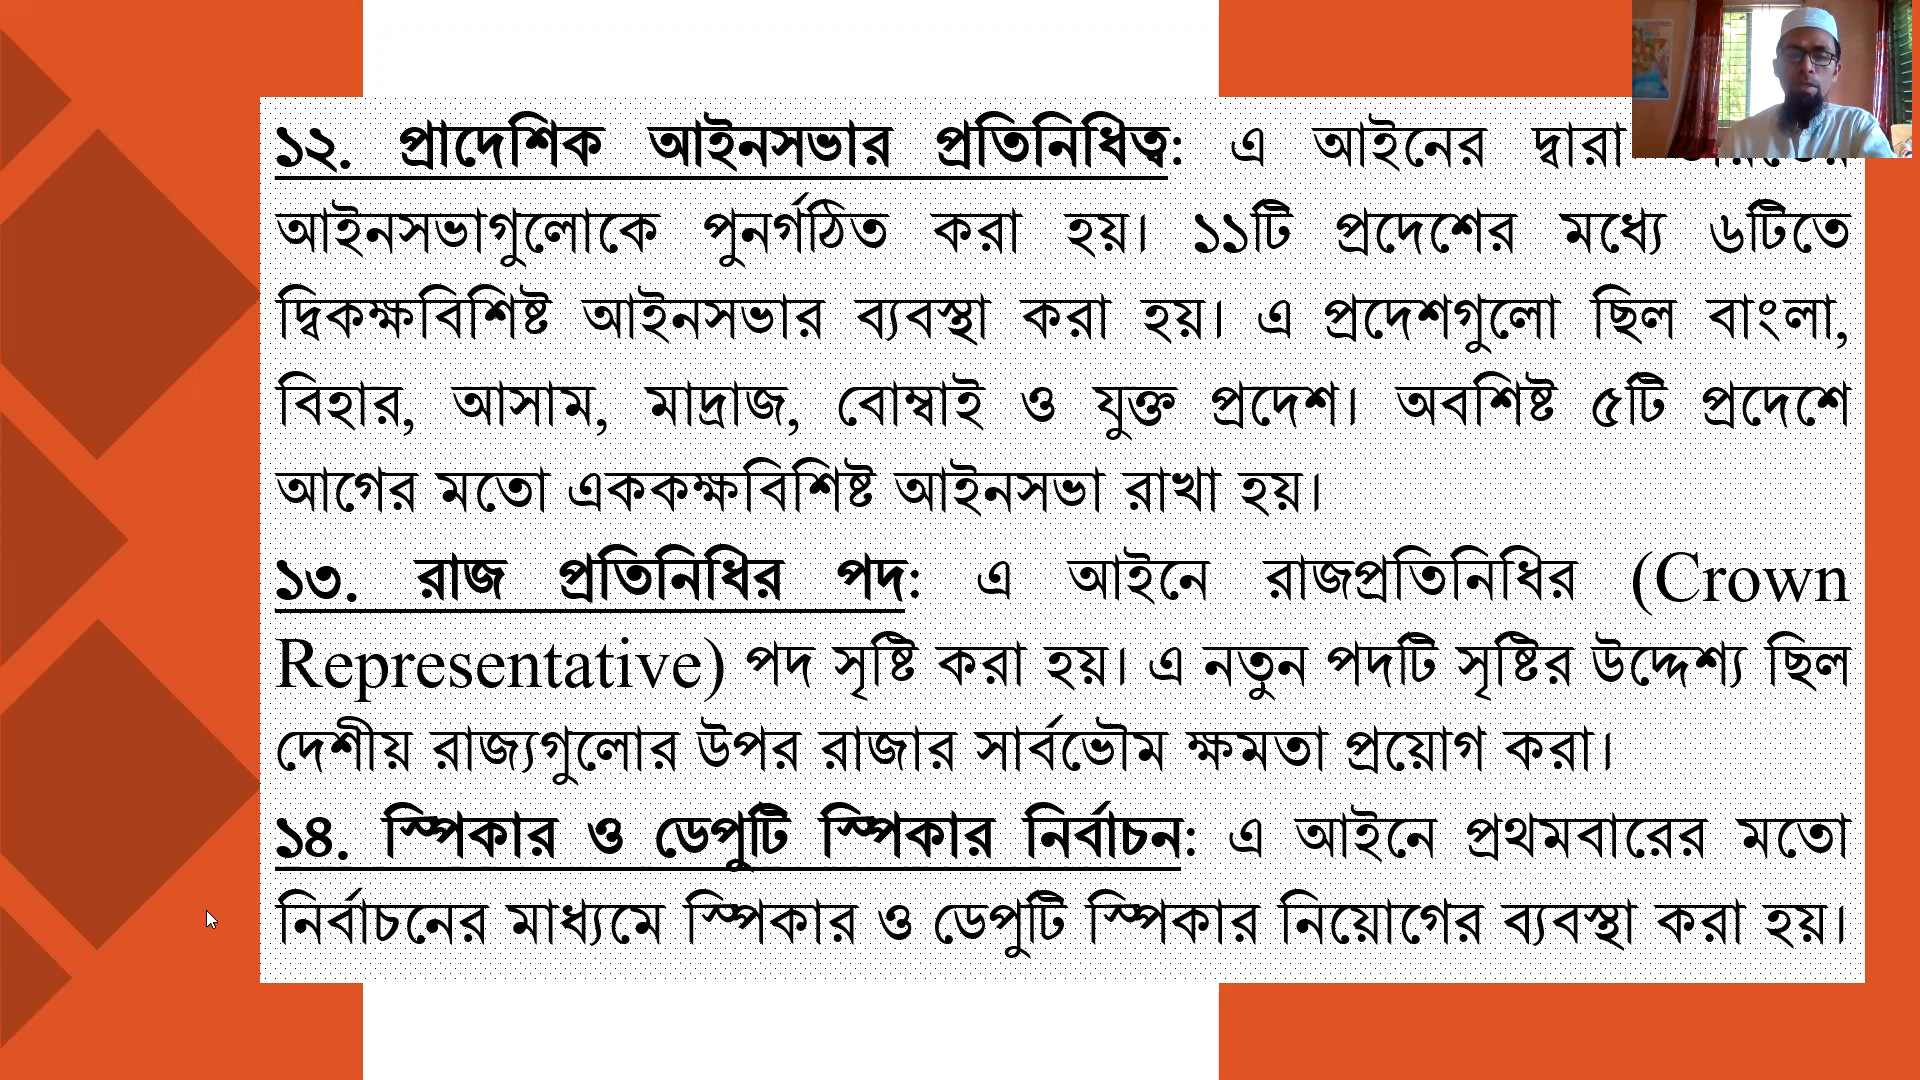 ১২. প্রাদেশিক আইনসভার প্রতিনিধিত্ব: এ আইনের দ্বারা
আইনসভাগুলোকে পুনর্গঠিত করা হয়। ১১টি প্রদেশের মধ্যে ৬টিতে
দ্বিকক্ষবিশিষ্ট আইনসভার ব্যবস্থা করা হয়। এ প্রদেশগুলো ছিল বাংলা,
বিহার, আসাম, মাদ্রাজ, বোম্বাই ও যুক্ত প্রদেশ। অবশিষ্ট ৫টি প্রদেশে
আগের মতো এককক্ষবিশিষ্ট আইনসভা রাখা হয়।
১৩. রাজ প্রতিনিধির পদ: এ আইনে রাজপ্রতিনিধির (Crown
Representative) পদ সৃষ্টি করা হয়। এ নতুন পদটি সৃষ্টির উদ্দেশ্য ছিল
দেশীয় রাজ্যগুলোর উপর রাজার সার্বভৌম ক্ষমতা প্রয়োগ করা।
১৪. স্পিকার ও ডেপুটি স্পিকার নির্বাচন: এ আইনে প্রথমবারের মতো
নির্বাচনের মাধ্যমে স্পিকার ও ডেপুটি স্পিকার নিয়োগের ব্যবস্থা করা হয়।